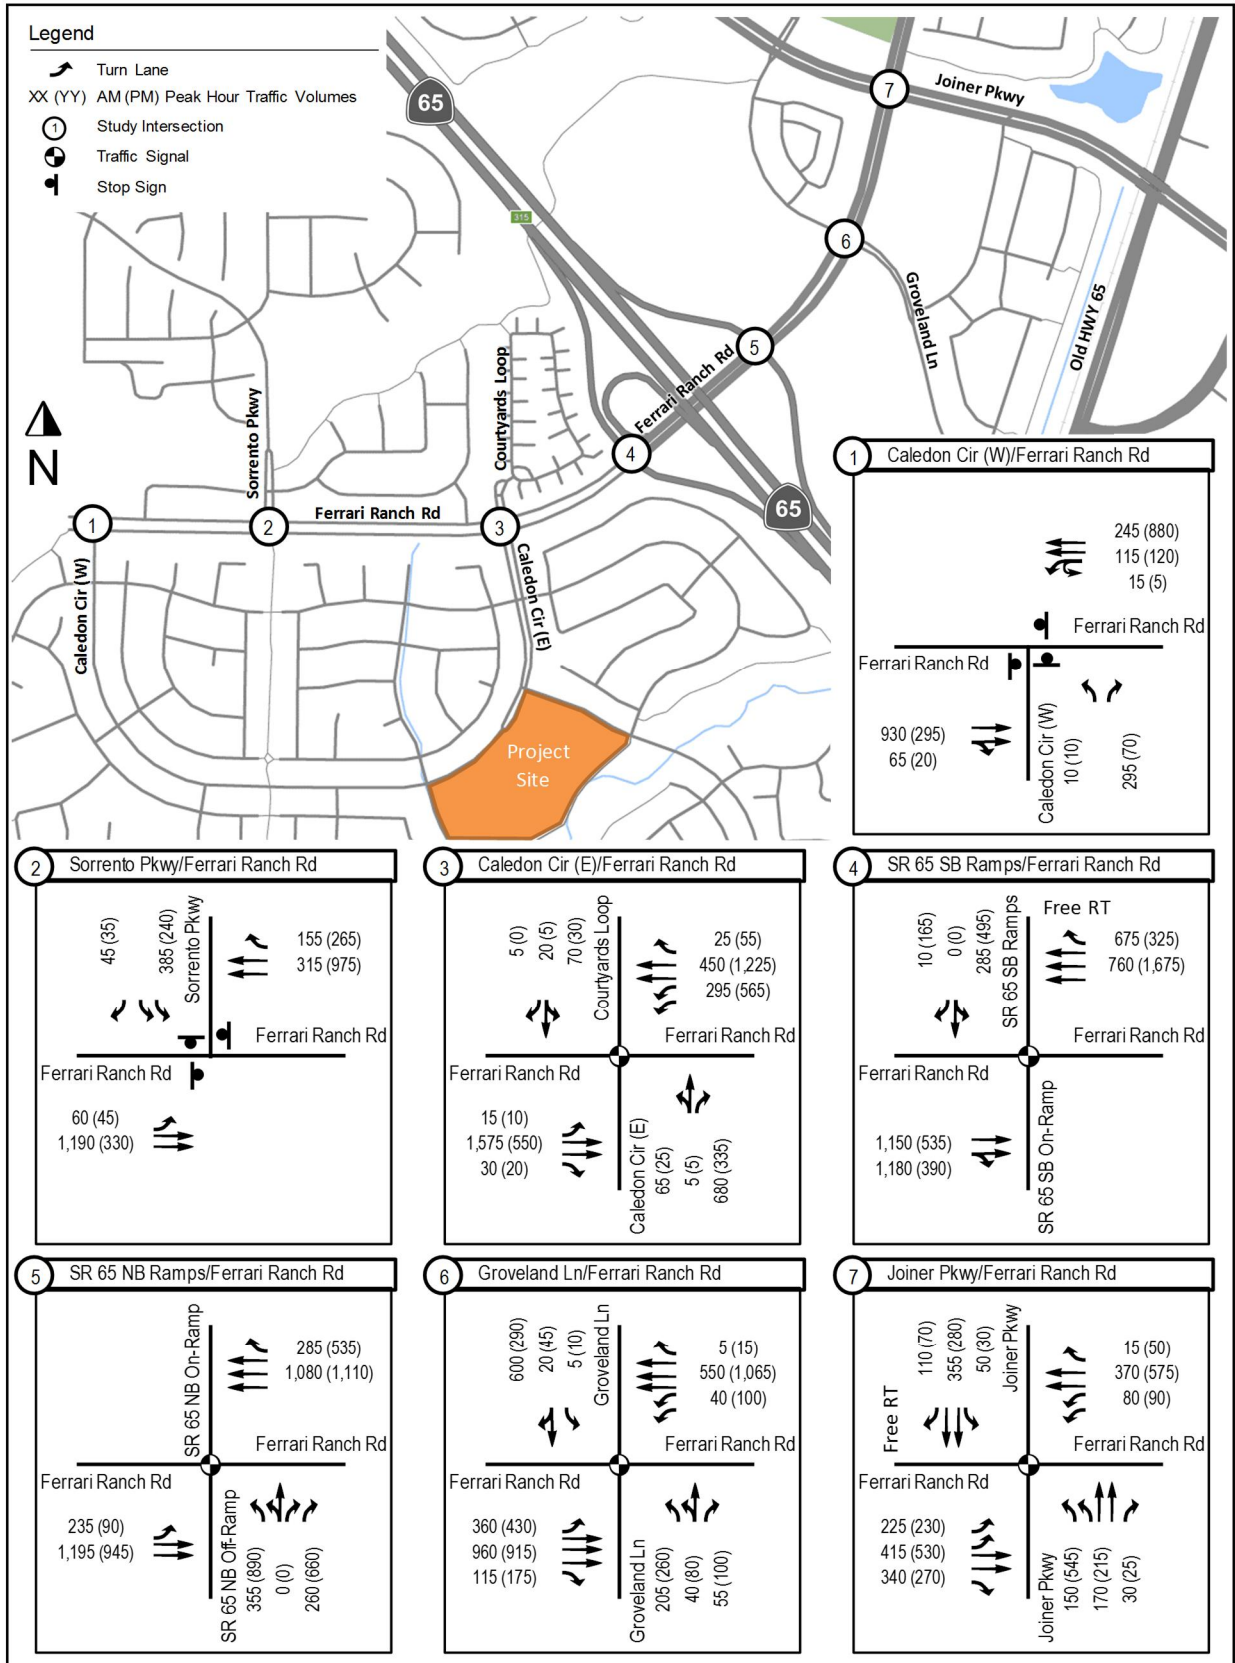 Legend
Turn Lane
XX (YY) AM (PM) Peak Hour Traffic Volumes
1 Study Intersection
Traffic Signal
Stop Sign
65
315
7
Joiner Pkwy
6
Groveland Ln
Old HWY 65
5
Ferrari Ranch Rd
4
65
Courtyards Loop
Sorrento Pkwy
N
1
2
Ferrari Ranch Rd
3
Caledon Cir (W)
Caledon Cir (E)
Project
Site
1 Caledon Cir (W)/Ferrari Ranch Rd
245 (880)
115 (120)
15 (5)
Ferrari Ranch Rd
Ferrari Ranch Rd
930 (295)
65 (20)
Caledon Cir (W)
10 (10)
295 (70)
2 Sorrento Pkwy/Ferrari Ranch Rd
45 (35)
385 (240)
Sorrento Pkwy
155 (265)
315 (975)
Ferrari Ranch Rd
Ferrari Ranch Rd
60 (45)
1,190 (330)
3 Caledon Cir (E)/Ferrari Ranch Rd
5 (0)
20 (5)
70 (30)
Courtyards Loop
25 (55)
450 (1,225)
295 (565)
Ferrari Ranch Rd
Ferrari Ranch Rd
15 (10)
1,575 (550)
30 (20)
Caledon Cir (E)
65 (25)
5 (5)
680 (335)
4 SR 65 SB Ramps/Ferrari Ranch Rd
10 (165)
0 (0)
285 (495)
SR 65 SB Ramps
Free RT
675 (325)
760 (1,675)
Ferrari Ranch Rd
Ferrari Ranch Rd
1,150 (535)
1,180 (390)
SR 65 SB On-Ramp
5 SR 65 NB Ramps/Ferrari Ranch Rd
SR 65 NB On-Ramp
285 (535)
1,080 (1,110)
Ferrari Ranch Rd
Ferrari Ranch Rd
235 (90)
1,195 (945)
SR 65 NB Off-Ramp
355 (890)
0 (0)
260 (660)
6 Groveland Ln/Ferrari Ranch Rd
600 (290)
20 (45)
5 (10)
Groveland Ln
5 (15)
550 (1,065)
40 (100)
Ferrari Ranch Rd
Ferrari Ranch Rd
360 (430)
960 (915)
115 (175)
Groveland Ln
205 (260)
40 (80)
55 (100)
7 Joiner Pkwy/Ferrari Ranch Rd
Free RT
110 (70)
355 (280)
50 (30)
Joiner Pkwy
15 (50)
370 (575)
80 (90)
Ferrari Ranch Rd
Ferrari Ranch Rd
225 (230)
415 (530)
340 (270)
Joiner Pkwy
150 (545)
170 (215)
30 (25)